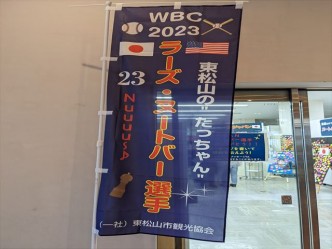 WBC
2023
東松山の"たっちゃん"
ラーズ・ヌートバー選手
23
Nuuuu~♪
(一社)東松山市観光協会